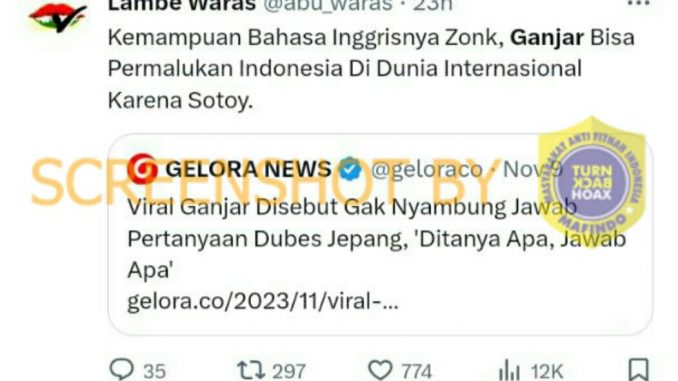 Lambe Waras @abu_waras · 23h
Kemampuan Bahasa Inggrisnya Zonk, Ganjar Bisa
Permalukan Indonesia Di Dunia Internasional
Karena Sotoy.
GELORA NEWS @geloraco · Nov 9
Viral Ganjar Disebut Gak Nyambung Jawab
Pertanyaan Dubes Jepang, 'Ditanya Apa, Jawab
Apa'
gelora.co/2023/11/viral-...
SCREENSHOT BY
MASYARAKAT ANTI FITNAH INDONESIA
TURN
BACK
HOAX
MAFINDO
35 297 774 12K